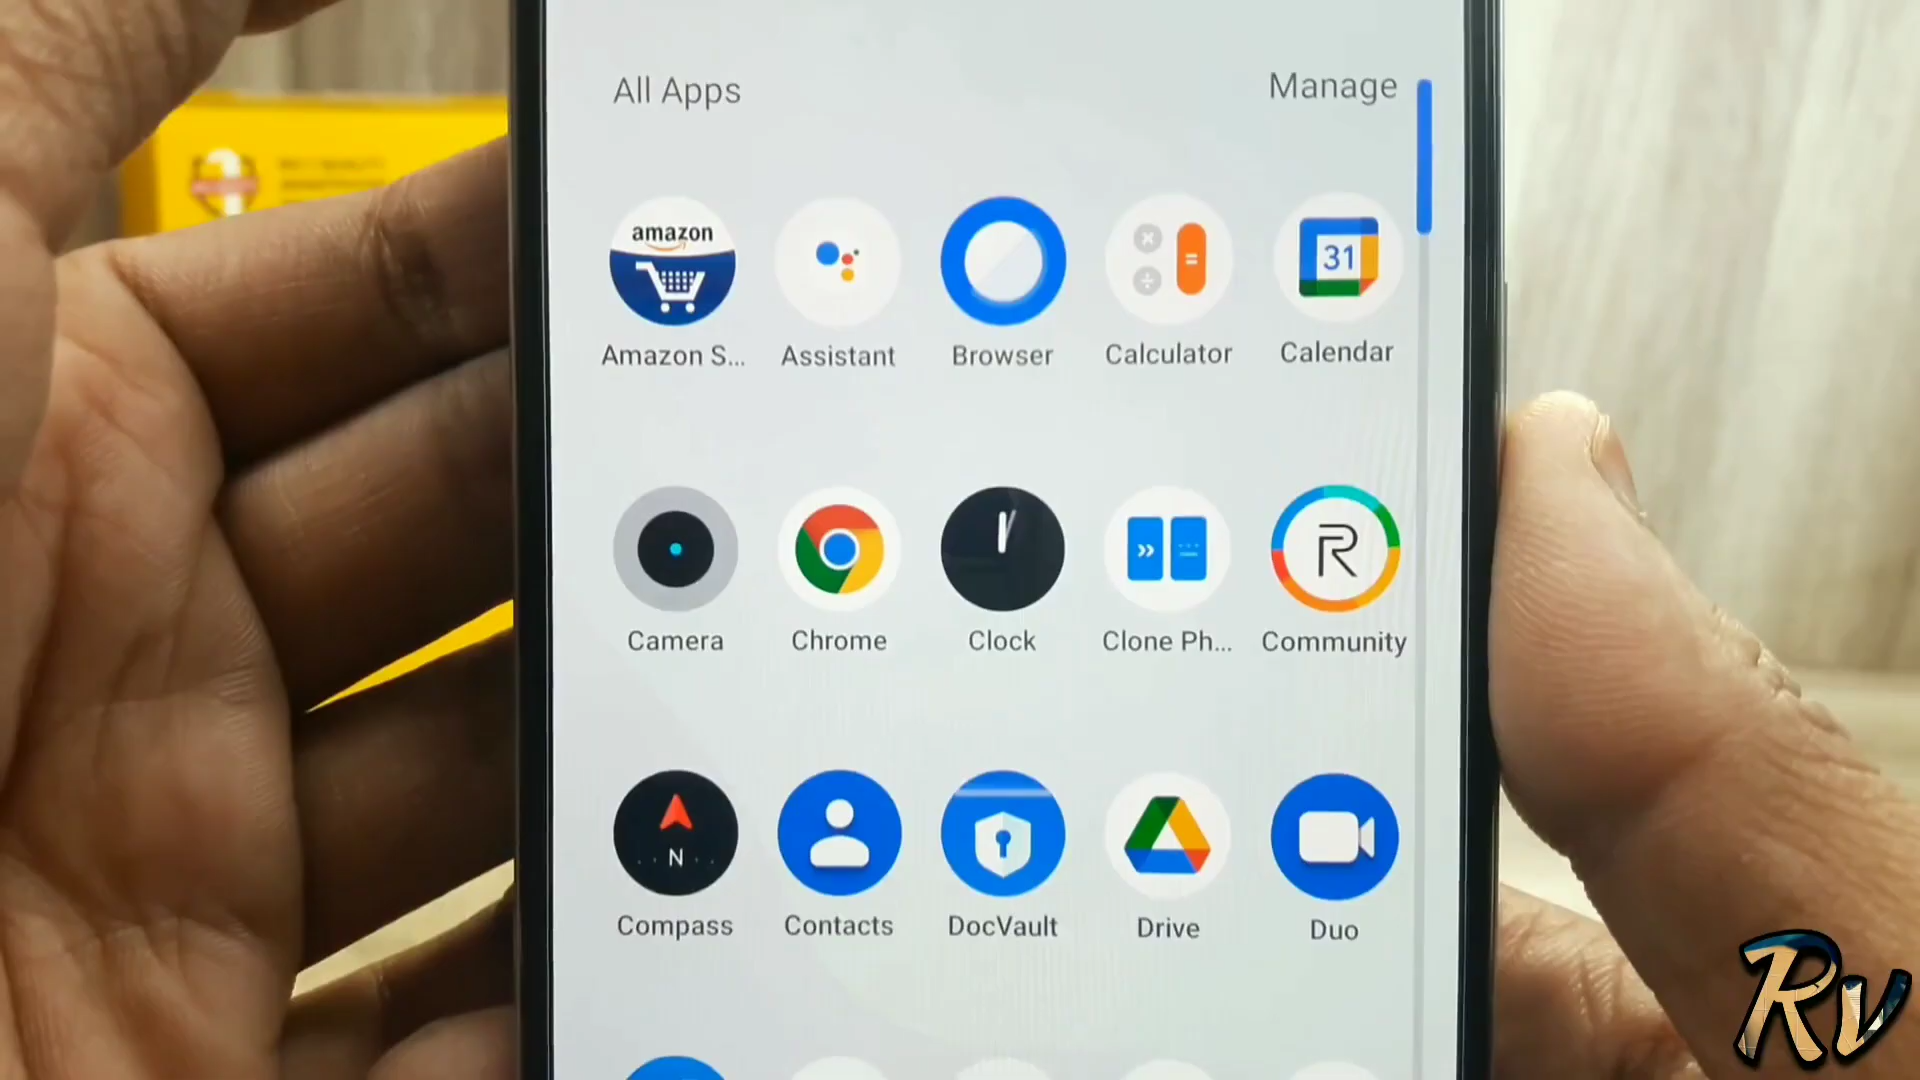 All Apps
Manage
amazon
31
Amazon S...
Assistant
Browser
Calculator
Calendar
R
Camera
Chrome
Clock
Clone Ph...
Community
N
Compass
Contacts
DocVault
Drive
Duo
Rv